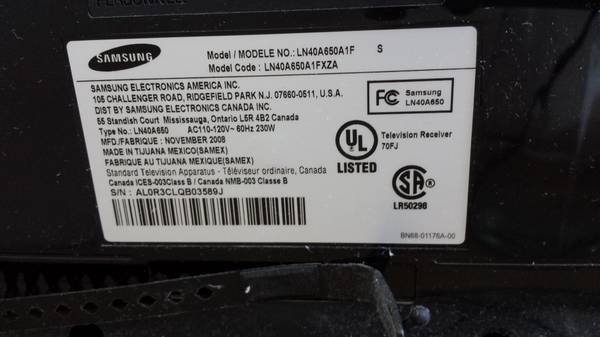 PERSONNEL
SAMSUNG
Model / MODELE NO.: LN40A650A1F S
Model Code : LN40A650A1FXZA
SAMSUNG ELECTRONICS AMERICA INC.
105 CHALLENGER ROAD, RIDGEFIELD PARK N.J. 07660-0511, U.S.A.
DIST BY SAMSUNG ELECTRONICS CANADA INC.
55 Standish Court Mississauga, Ontario L5R 4B2 Canada
Type No.: LN40A650 AC110-120V~ 60Hz 230W
MFD./FABRIQUE : NOVEMBER 2008
MADE IN TIJUANA MEXICO(SAMEX)
FABRIQUE AU TIJUANA MEXIQUE(SAMEX)
Standard Television Apparatus - Téléviseur ordinaire, Canada
Canada ICES-003Class B / Canada NMB-003 Classe B
S/N : AL0R3CLQB03589J
FC Samsung
LN40A650
UL
LISTED
Television Receiver
70FJ
SA
LR50298
BN68-01176A-00